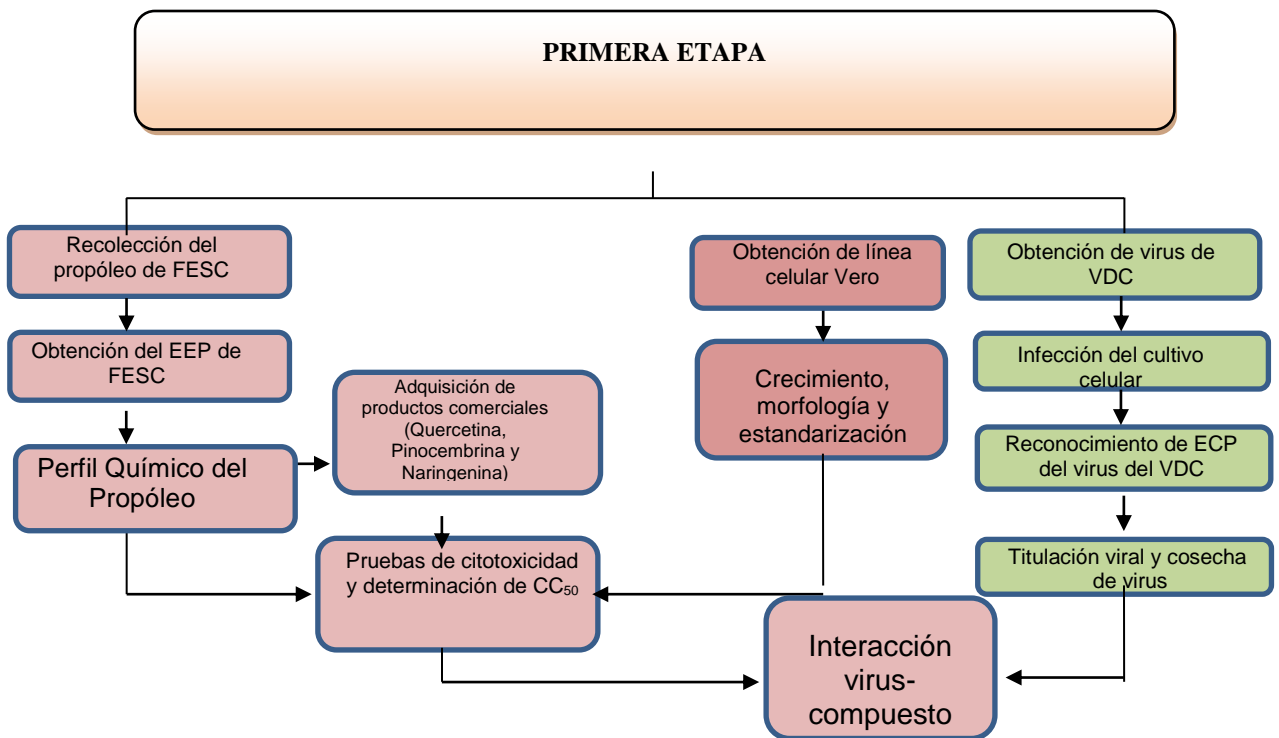 PRIMERA ETAPA
Recolección del
propóleo de FESC
Obtención del EEP de
FESC
Perfil Químico del
Propóleo
Adquisición de
productos comerciales
(Quercetina,
Pinocembrina y
Naringenina)
Pruebas de citotoxicidad
y determinación de CC₅₀
Obtención de línea
celular Vero
Crecimiento,
morfología y
estandarización
Obtención de virus de
VDC
Infección del cultivo
celular
Reconocimiento de ECP
del virus del VDC
Titulación viral y cosecha
de virus
Interacción
virus-
compuesto